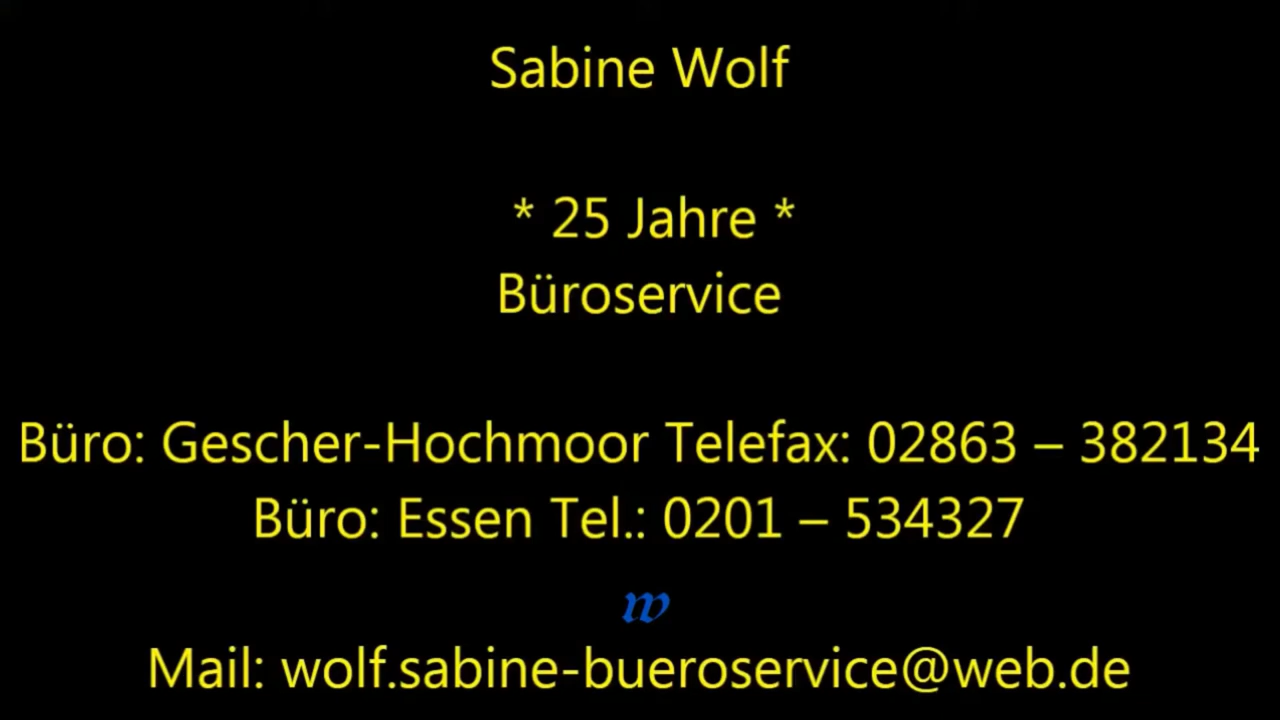 Sabine Wolf
* 25 Jahre *
Büroservice
Büro: Gescher-Hochmoor Telefax: 02863 – 382134
Büro: Essen Tel.: 0201 – 534327
w
Mail: wolf.sabine-bueroservice@web.de